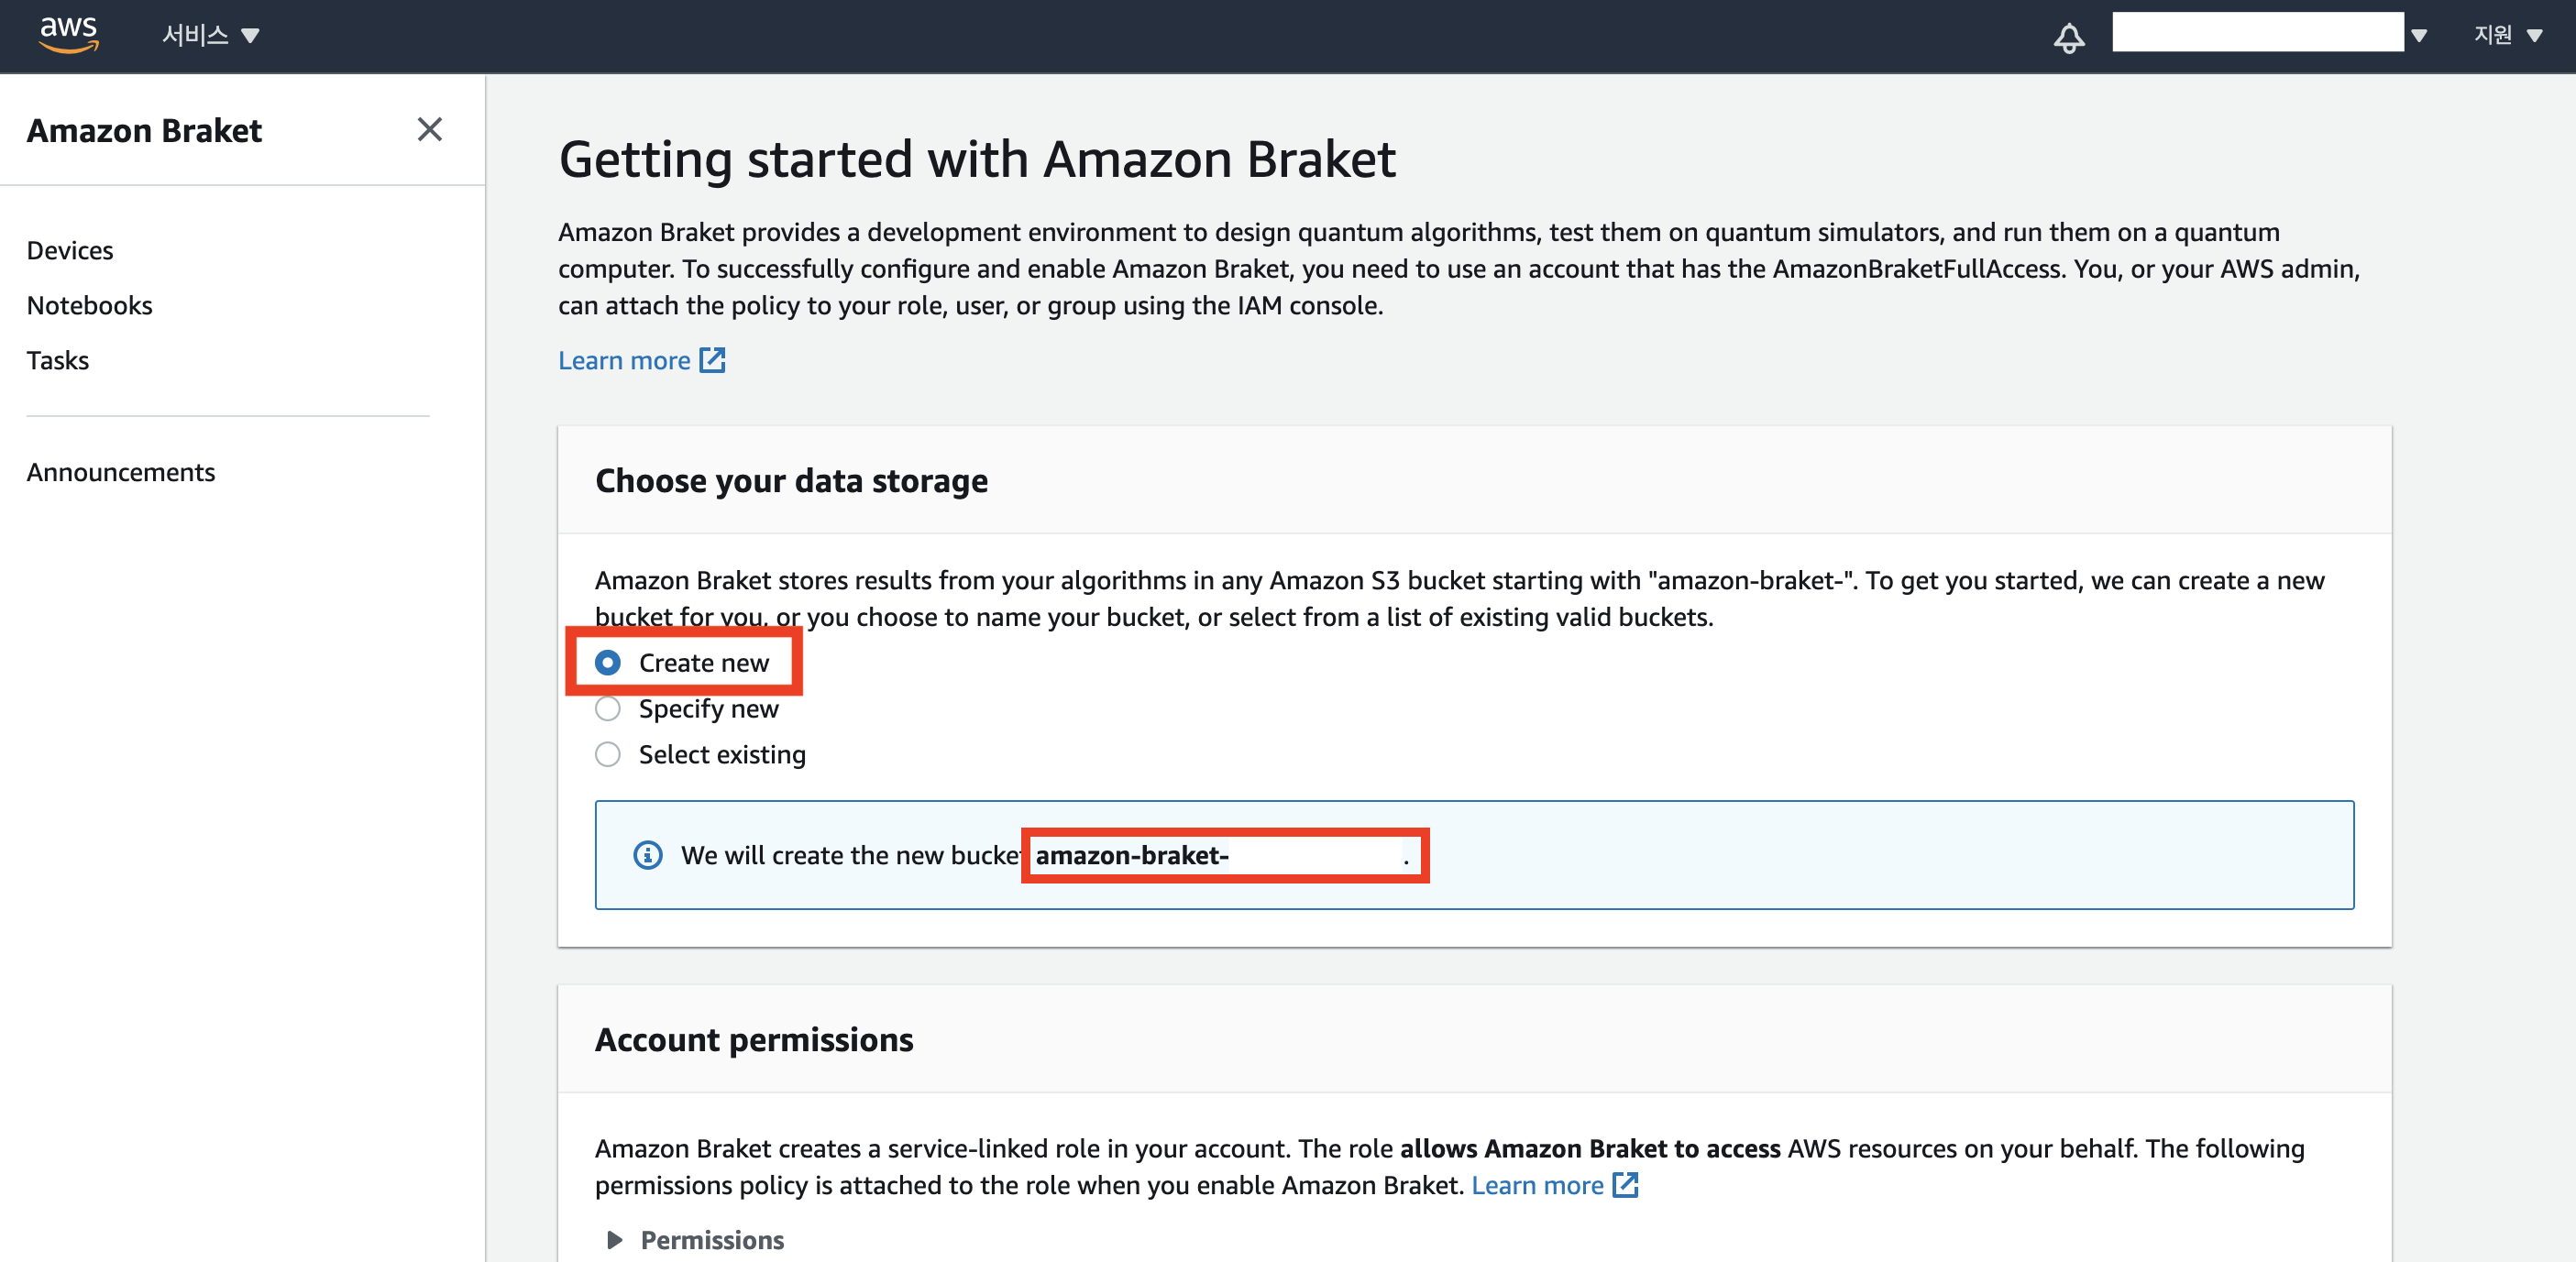 aws 서비스 지원
Amazon Braket
Devices
Notebooks
Tasks
Announcements
Getting started with Amazon Braket
Amazon Braket provides a development environment to design quantum algorithms, test them on quantum simulators, and run them on a quantum
computer. To successfully configure and enable Amazon Braket, you need to use an account that has the AmazonBraketFullAccess. You, or your AWS admin,
can attach the policy to your role, user, or group using the IAM console.
Learn more
Choose your data storage
Amazon Braket stores results from your algorithms in any Amazon S3 bucket starting with "amazon-braket-". To get you started, we can create a new
bucket for you, or you choose to name your bucket, or select from a list of existing valid buckets.
Create new
Specify new
Select existing
We will create the new bucket amazon-braket- .
Account permissions
Amazon Braket creates a service-linked role in your account. The role allows Amazon Braket to access AWS resources on your behalf. The following
permissions policy is attached to the role when you enable Amazon Braket. Learn more
Permissions